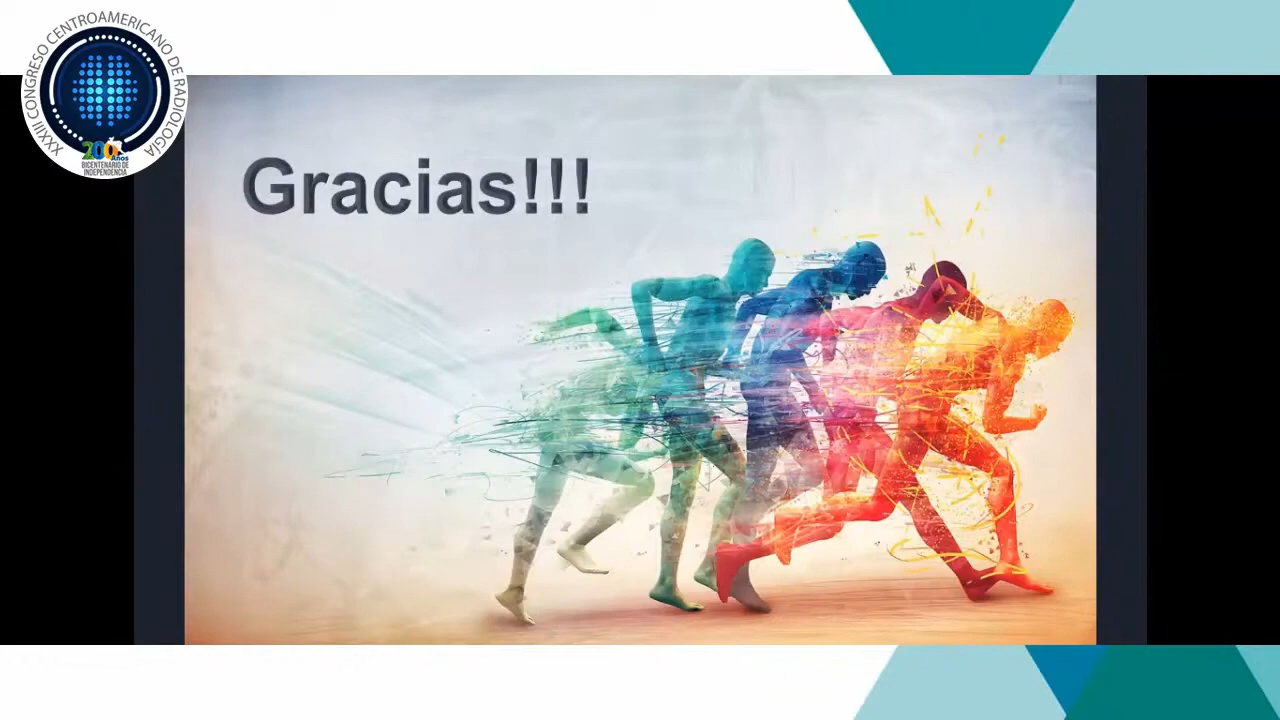 XXXIII CONGRESO CENTROAMERICANO DE RADIOLOGÍA
200
Años
BICENTENARIO DE
INDEPENDENCIA
Gracias!!!